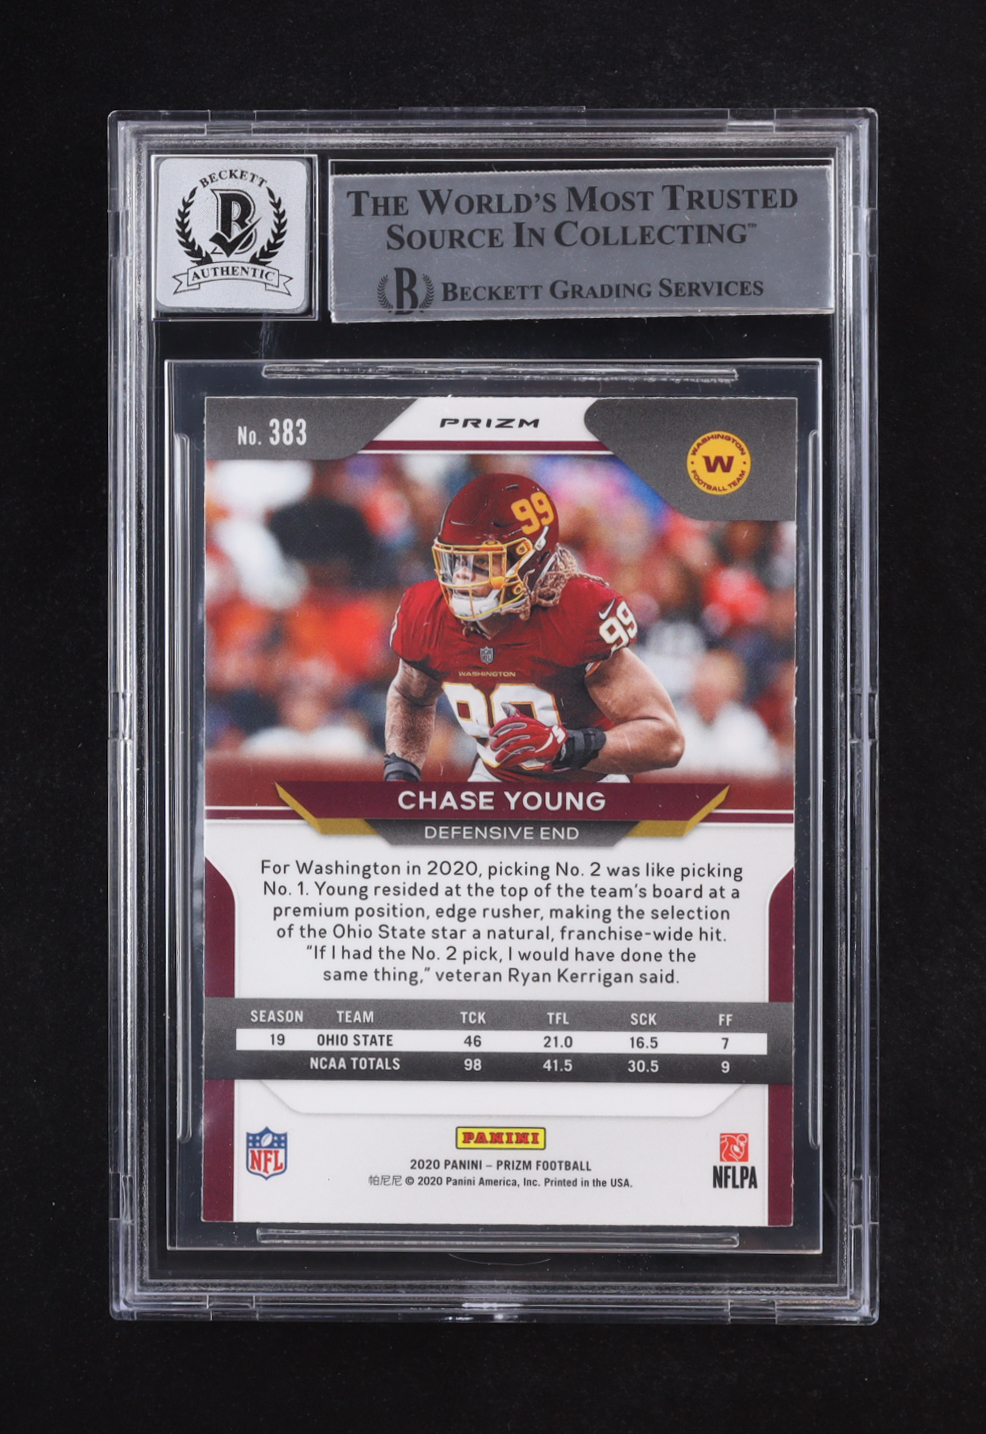 BECKETT
B
AUTHENTIC
THE WORLD'S MOST TRUSTED
SOURCE IN COLLECTING™
B BECKETT GRADING SERVICES
No. 383
PRIZM
WASHINGTON
W
FOOTBALL TEAM
99
99
WASHINGTON
99
CHASE YOUNG
DEFENSIVE END
For Washington in 2020, picking No. 2 was like picking
No. 1. Young resided at the top of the team's board at a
premium position, edge rusher, making the selection
of the Ohio State star a natural, franchise-wide hit.
"If I had the No. 2 pick, I would have done the
same thing," veteran Ryan Kerrigan said.
SEASON TEAM TCK TFL SCK FF
19 OHIO STATE 46 21.0 16.5 7
NCAA TOTALS 98 41.5 30.5 9
NFL
PANINI
NFLPA
2020 PANINI – PRIZM FOOTBALL
帕尼尼 © 2020 Panini America, Inc. Printed in the USA.